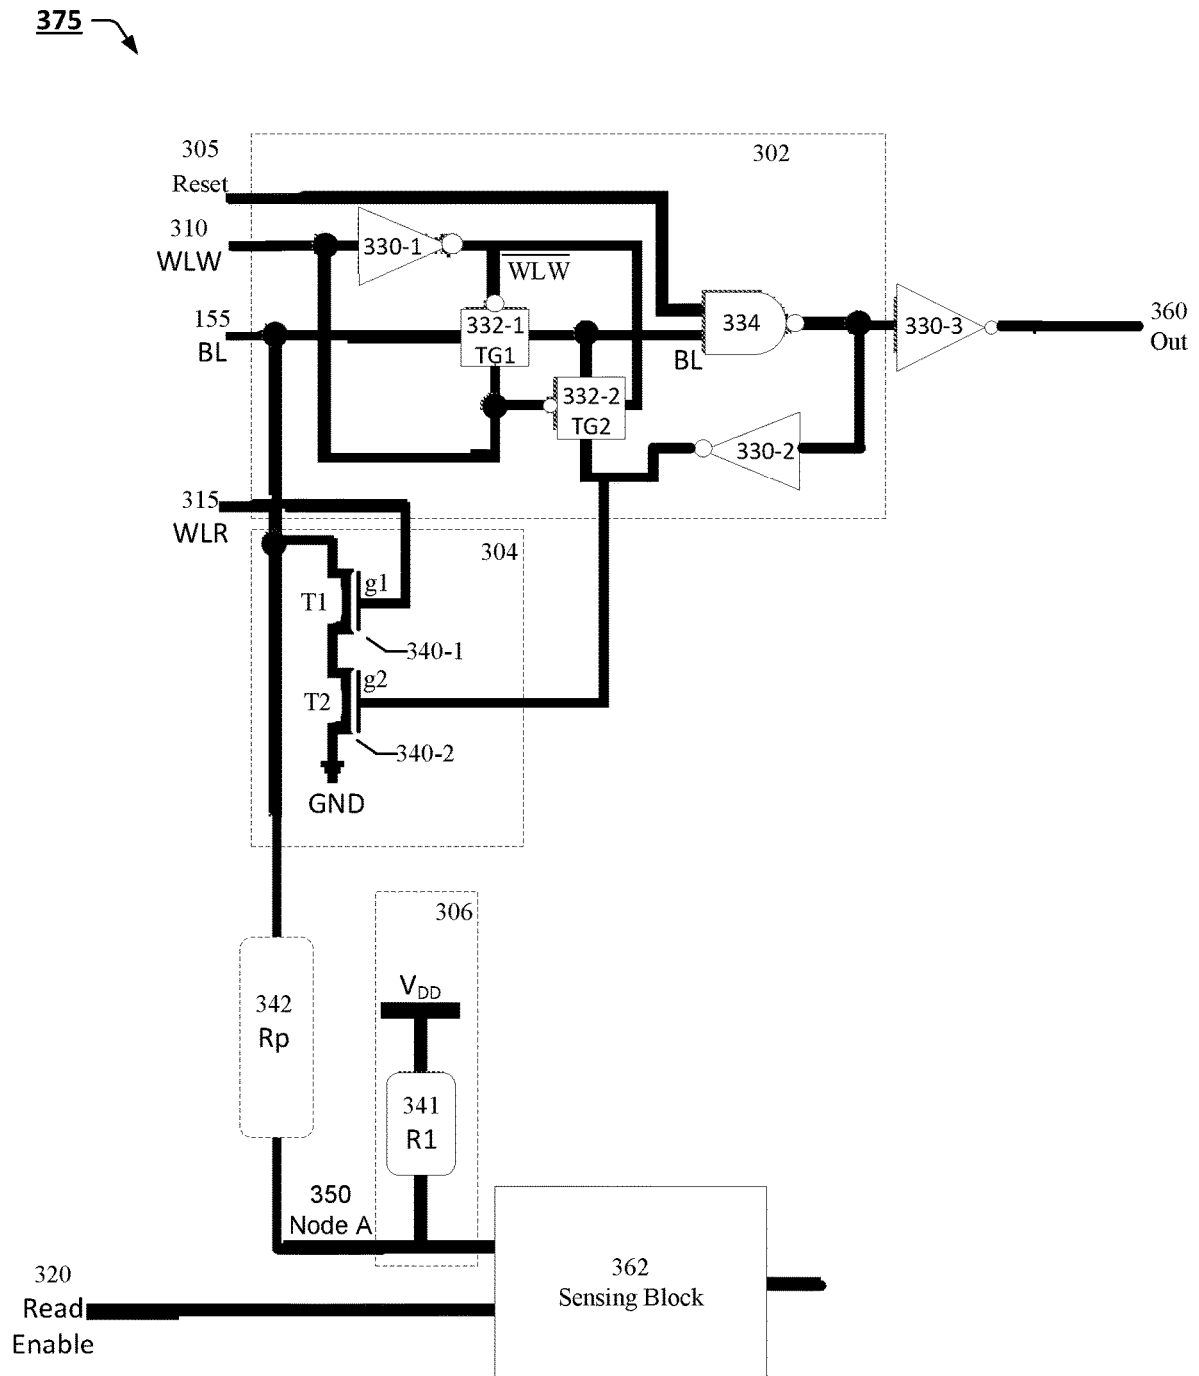 375
305
Reset
302
310
WLW
330-1
WLW
155
BL
332-1
TG1
334
BL
330-3
360
Out
332-2
TG2
330-2
315
WLR
304
g1
T1
340-1
g2
T2
340-2
GND
306
VDD
342
Rp
341
R1
350
Node A
320
Read
Enable
362
Sensing Block